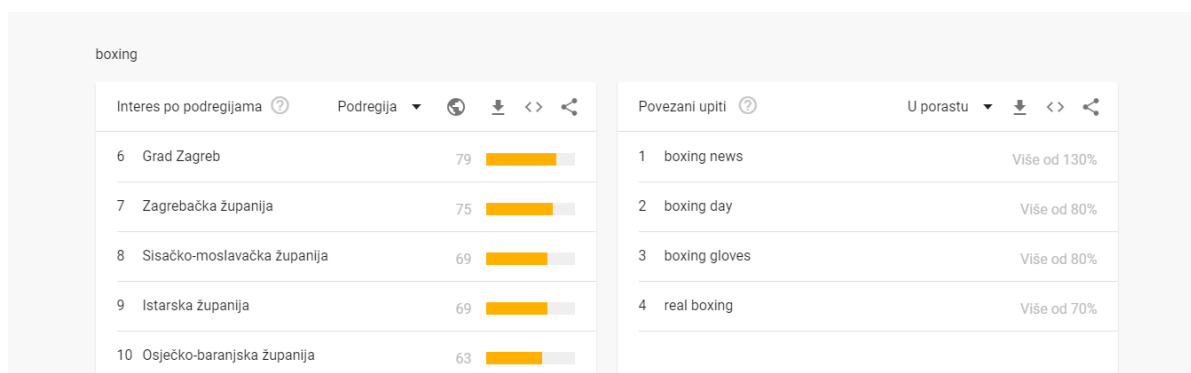 boxing
Interes po podregijama ? Podregija
6 Grad Zagreb 79
7 Zagrebačka županija 75
8 Sisačko-moslavačka županija 69
9 Istarska županija 69
10 Osječko-baranjska županija 63
Povezani upiti ? U porastu
1 boxing news Više od 130%
2 boxing day Više od 80%
3 boxing gloves Više od 80%
4 real boxing Više od 70%